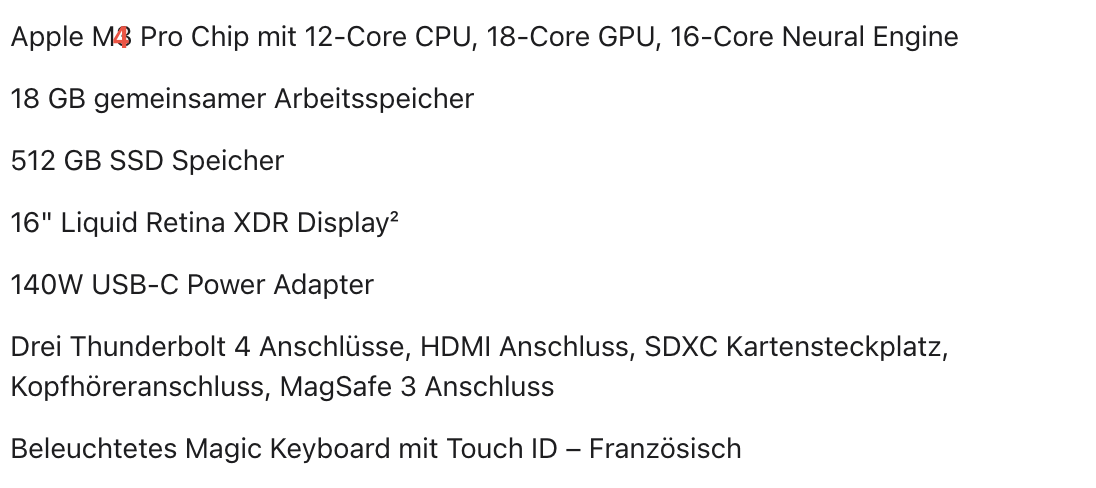 Apple M4 Pro Chip mit 12-Core CPU, 18-Core GPU, 16-Core Neural Engine
18 GB gemeinsamer Arbeitsspeicher
512 GB SSD Speicher
16" Liquid Retina XDR Display²
140W USB-C Power Adapter
Drei Thunderbolt 4 Anschlüsse, HDMI Anschluss, SDXC Kartensteckplatz,
Kopfhöreranschluss, MagSafe 3 Anschluss
Beleuchtetes Magic Keyboard mit Touch ID – Französisch